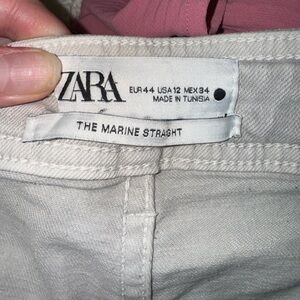 ZARA
EUR 44 USA 12 MEX 34
MADE IN TUNISIA
THE MARINE STRAIGHT